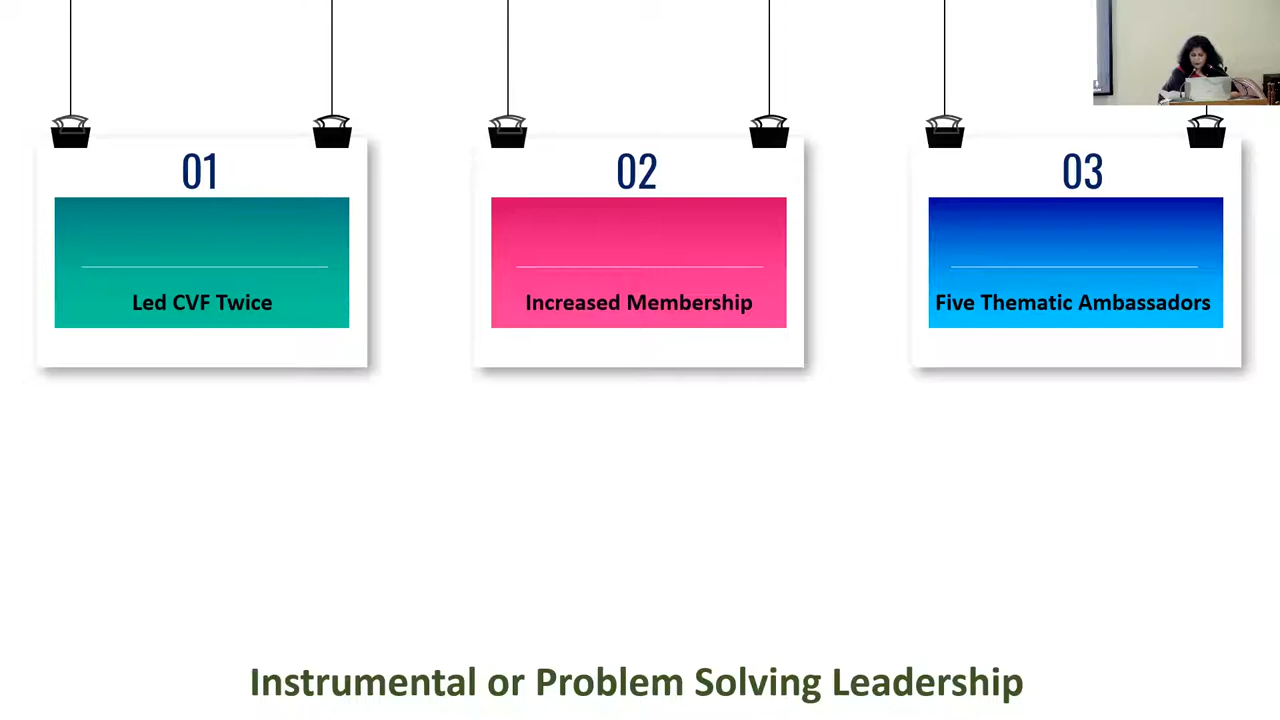 01
02
03
Led CVF Twice
Increased Membership
Five Thematic Ambassadors
Instrumental or Problem Solving Leadership